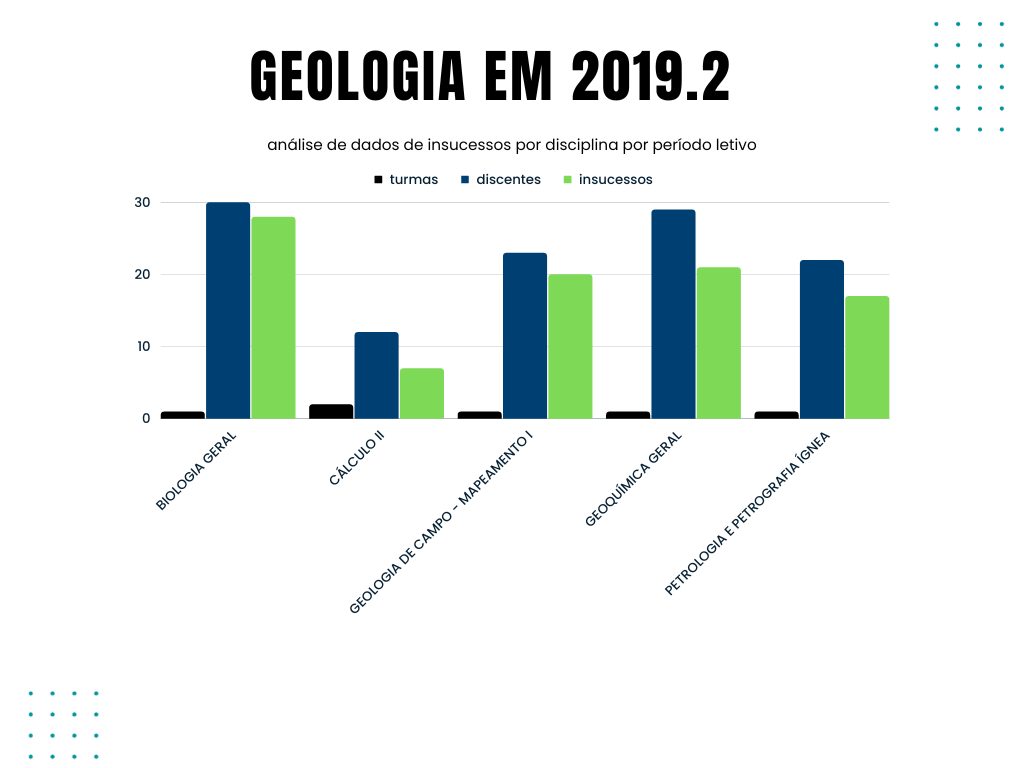 GEOLOGIA EM 2019.2
análise de dados de insucessos por disciplina por período letivo
turmas discentes insucessos
30
20
10
0
BIOLOGIA GERAL
CÁLCULO II
GEOLOGIA DE CAMPO - MAPEAMENTO I
GEOQUÍMICA GERAL
PETROLOGIA E PETROGRAFIA ÍGNEA